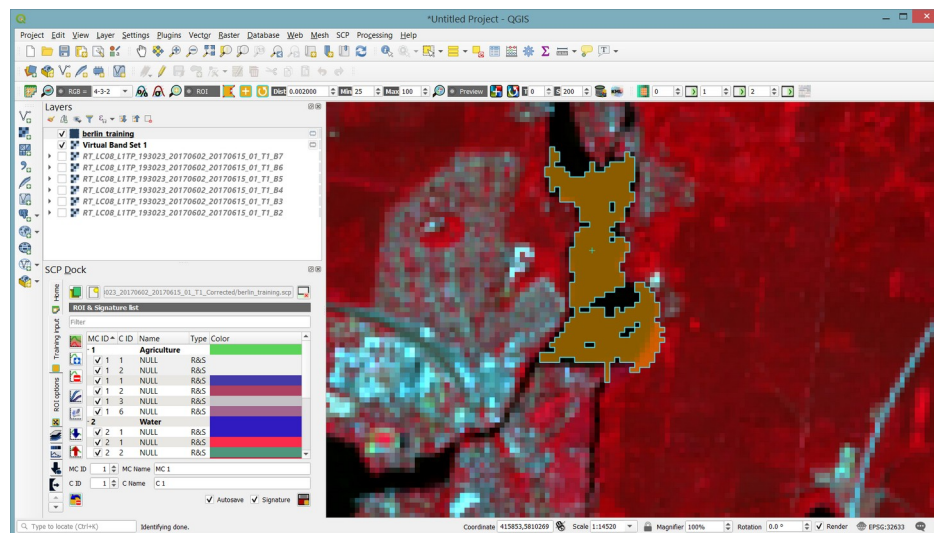 *Untitled Project - QGIS
Project Edit View Layer Settings Plugins Vector Raster Database Web Mesh SCP Processing Help
RGB = 4-3-2 ROI Dist 0.002000 Min 25 Max 100 Preview T 0 S 200 0 1 2
Layers
berlin_training
Virtual Band Set 1
RT_LC08_L1TP_193023_20170602_20170615_01_T1_B7
RT_LC08_L1TP_193023_20170602_20170615_01_T1_B6
RT_LC08_L1TP_193023_20170602_20170615_01_T1_B5
RT_LC08_L1TP_193023_20170602_20170615_01_T1_B4
RT_LC08_L1TP_193023_20170602_20170615_01_T1_B3
RT_LC08_L1TP_193023_20170602_20170615_01_T1_B2
SCP Dock
Home
Training input
ROI options
023_20170602_20170615_01_T1_Corrected/berlin_training.scp
ROI & Signature list
Filter
MC ID C ID Name Type Color
1 Agriculture
1 1 NULL R&S
1 2 NULL R&S
1 1 NULL R&S
1 2 NULL R&S
1 3 NULL R&S
1 6 NULL R&S
2 Water
2 1 NULL R&S
2 1 NULL R&S
2 2 NULL R&S
MC ID 1 MC Name MC 1
C ID 1 C Name C 1
Autosave Signature
Type to locate (Ctrl+K) Identifying done. Coordinate 415853,5810269 Scale 1:14520 Magnifier 100% Rotation 0.0 ° Render EPSG:32633